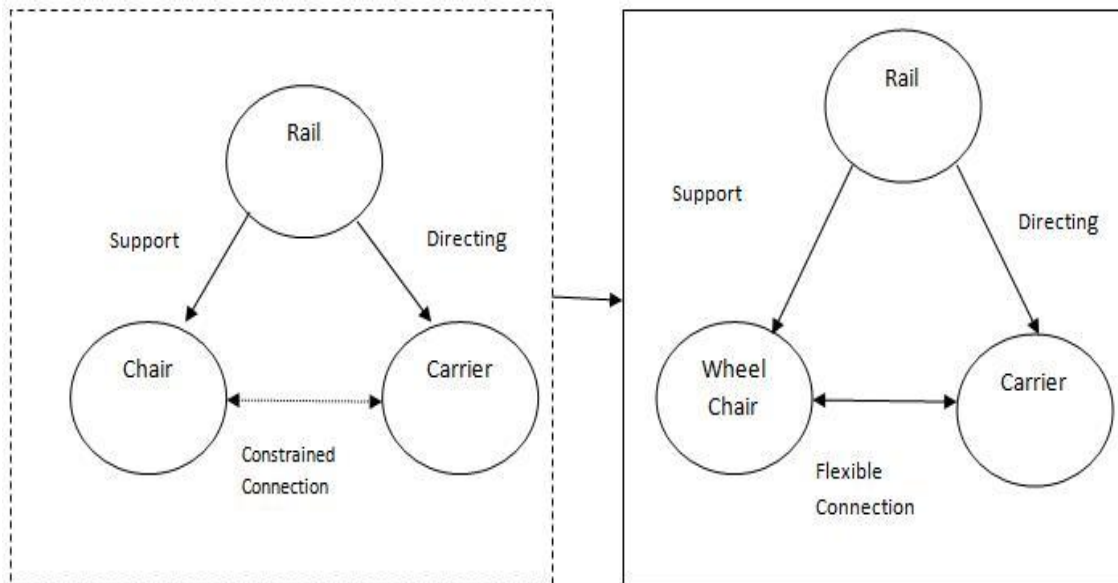 Rail
Support
Directing
Chair
Carrier
Constrained
Connection
Rail
Support
Directing
Wheel
Chair
Carrier
Flexible
Connection